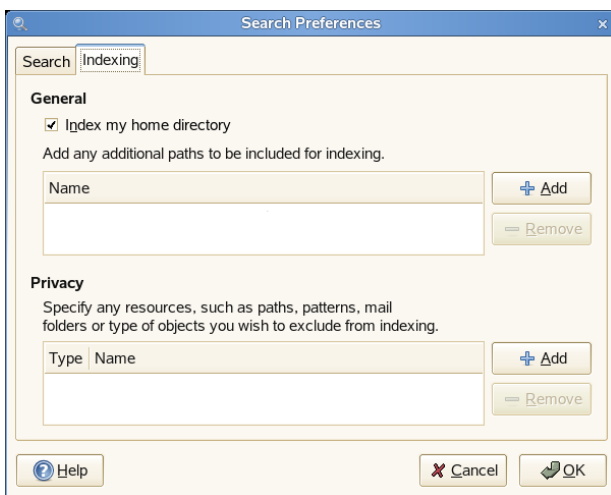 Search Preferences
Search Indexing
General
Index my home directory
Add any additional paths to be included for indexing.
Name
Add
Remove
Privacy
Specify any resources, such as paths, patterns, mail
folders or type of objects you wish to exclude from indexing.
Type Name
Add
Remove
Help Cancel OK